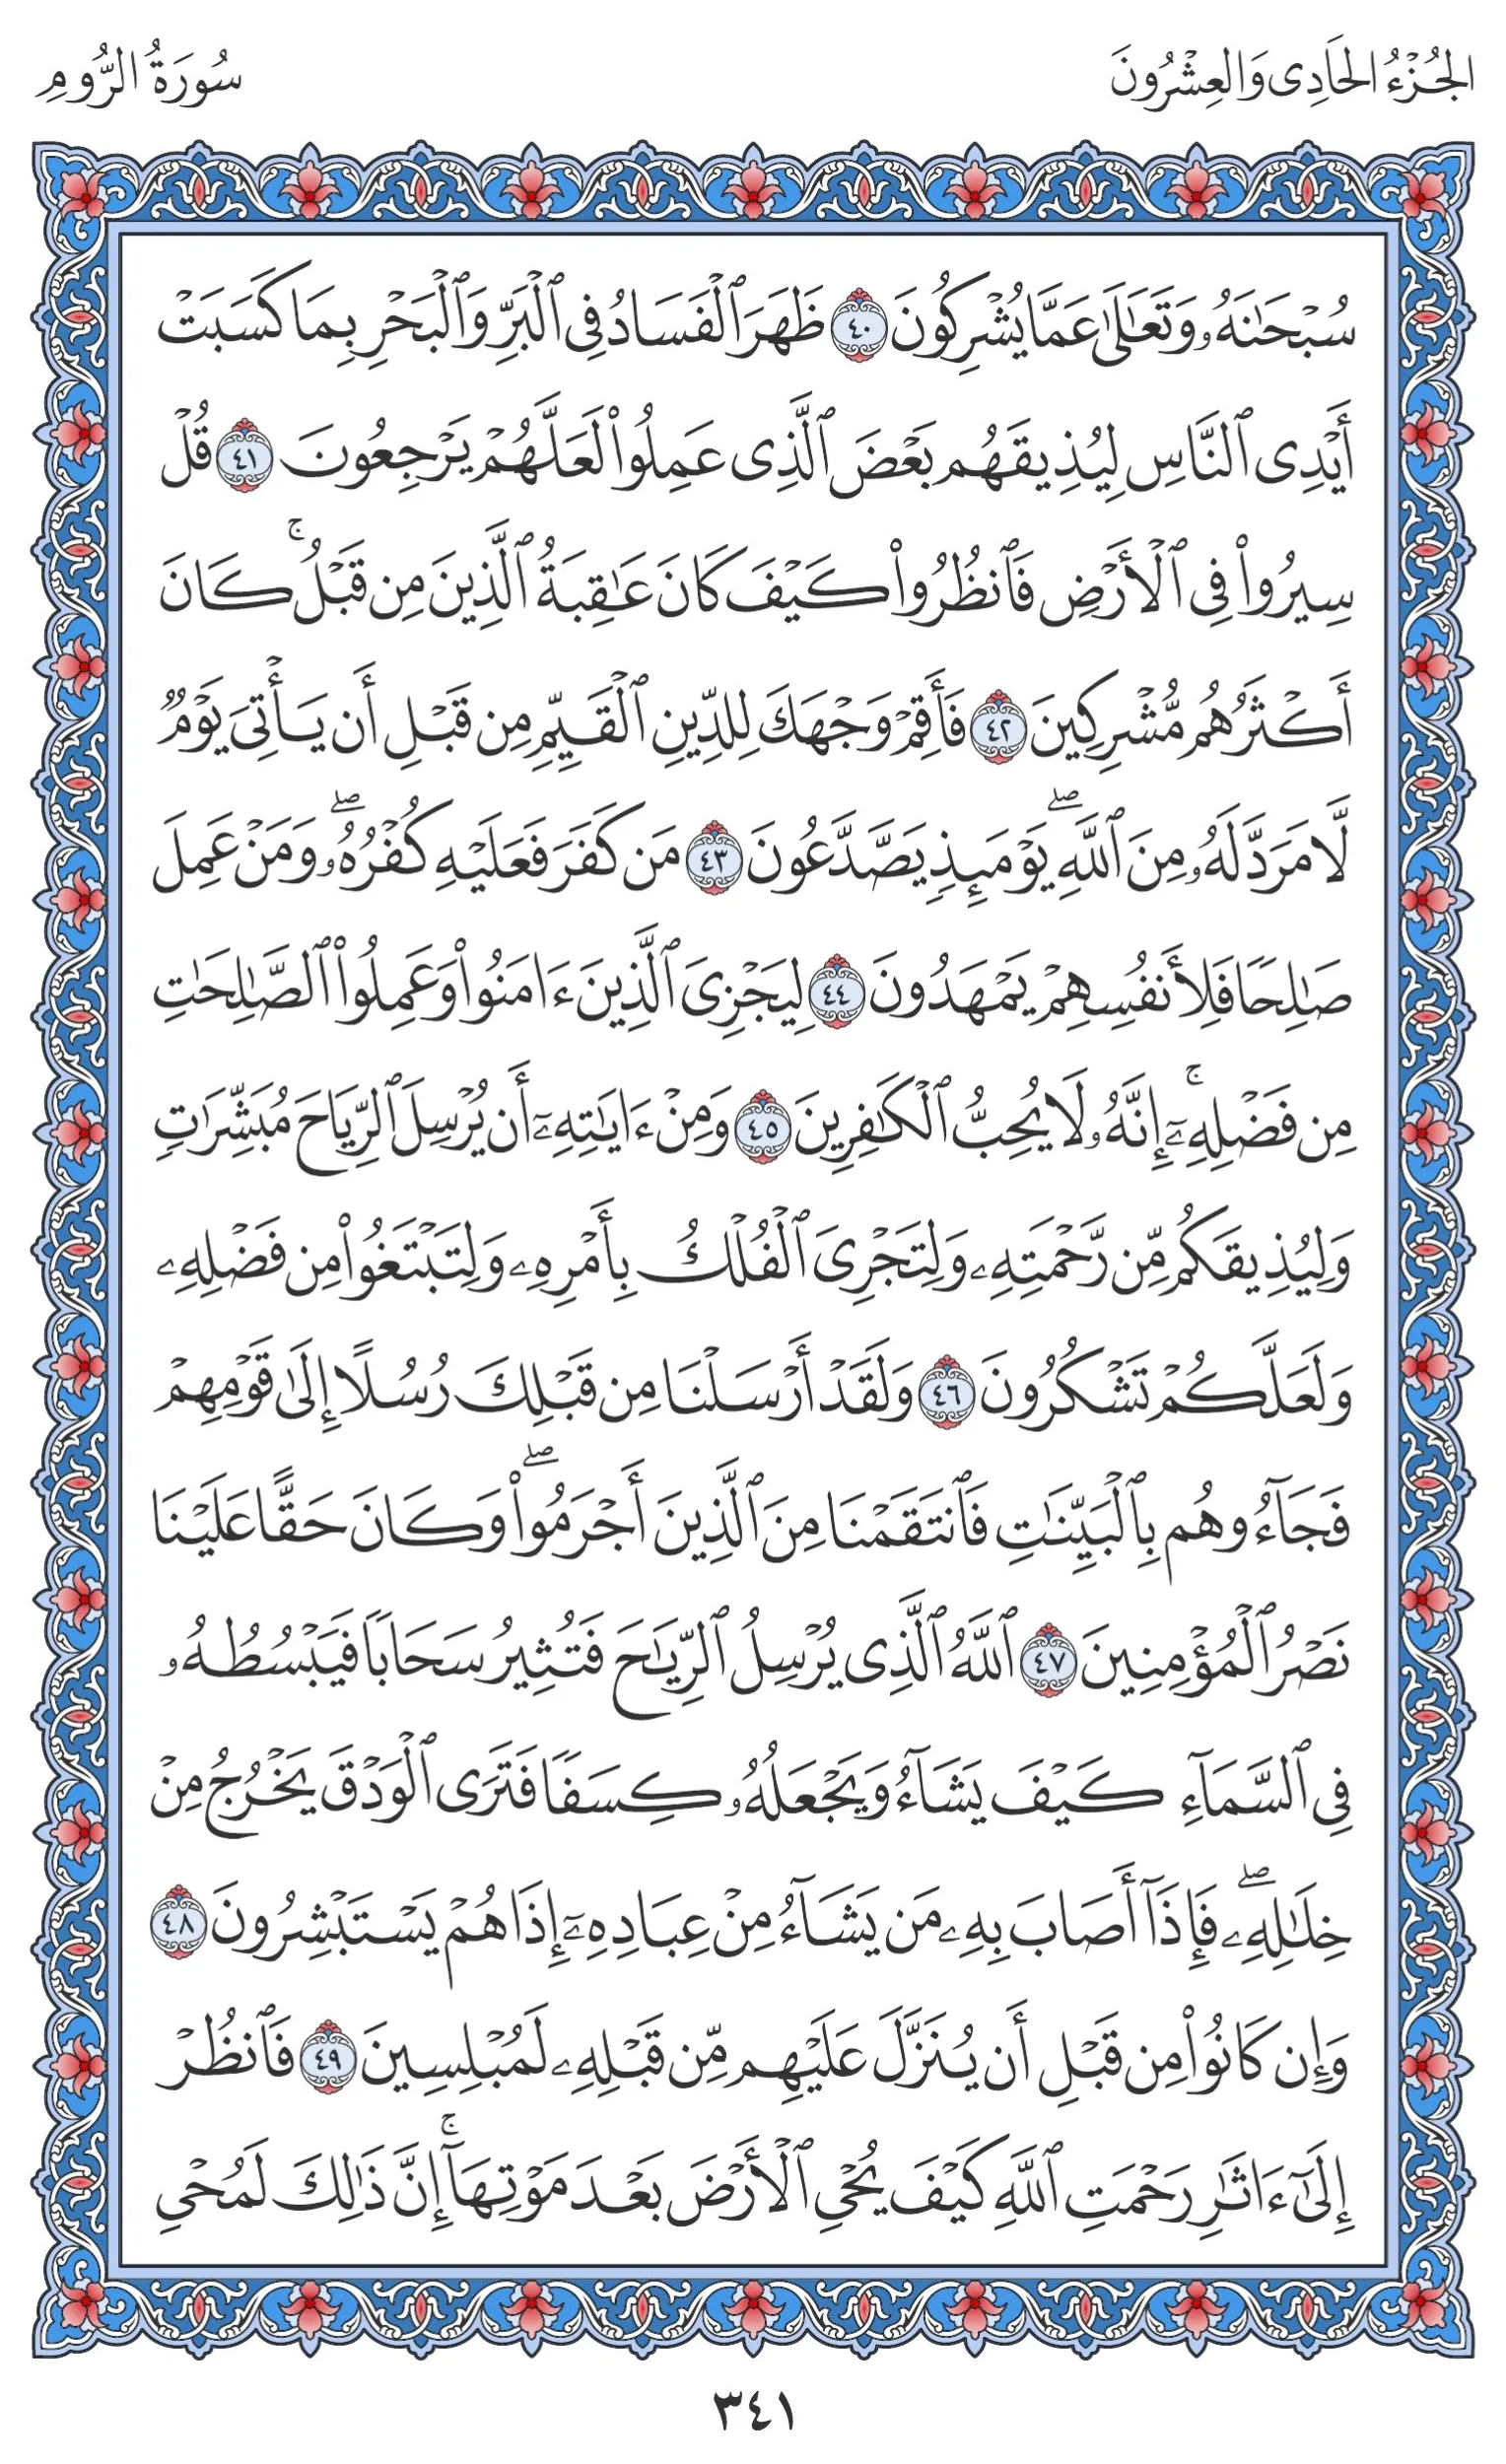 الجُزْءُ الحَادِى وَالعِشْرُونَ
سُورَةُ الرُّومِ
سُبْحَٰنَهُۥ وَتَعَٰلَىٰ عَمَّا يُشْرِكُونَ ٤٠ ظَهَرَ ٱلْفَسَادُ فِى ٱلْبَرِّ وَٱلْبَحْرِ بِمَا كَسَبَتْ
أَيْدِى ٱلنَّاسِ لِيُذِيقَهُم بَعْضَ ٱلَّذِى عَمِلُوا۟ لَعَلَّهُمْ يَرْجِعُونَ ٤١ قُلْ
سِيرُوا۟ فِى ٱلْأَرْضِ فَٱنظُرُوا۟ كَيْفَ كَانَ عَٰقِبَةُ ٱلَّذِينَ مِن قَبْلُ ۚ كَانَ
أَكْثَرُهُم مُّشْرِكِينَ ٤٢ فَأَقِمْ وَجْهَكَ لِلدِّينِ ٱلْقَيِّمِ مِن قَبْلِ أَن يَأْتِىَ يَوْمٌ
لَّا مَرَدَّ لَهُۥ مِنَ ٱللَّهِ ۖ يَوْمَئِذٍ يَصَّدَّعُونَ ٤٣ مَن كَفَرَ فَعَلَيْهِ كُفْرُهُۥ ۖ وَمَنْ عَمِلَ
صَٰلِحًا فَلِأَنفُسِهِمْ يَمْهَدُونَ ٤٤ لِيَجْزِىَ ٱلَّذِينَ ءَامَنُوا۟ وَعَمِلُوا۟ ٱلصَّٰلِحَٰتِ
مِن فَضْلِهِۦٓ ۚ إِنَّهُۥ لَا يُحِبُّ ٱلْكَٰفِرِينَ ٤٥ وَمِنْ ءَايَٰتِهِۦٓ أَن يُرْسِلَ ٱلرِّيَاحَ مُبَشِّرَٰتٍ
وَلِيُذِيقَكُم مِّن رَّحْمَتِهِۦ وَلِتَجْرِىَ ٱلْفُلْكُ بِأَمْرِهِۦ وَلِتَبْتَغُوا۟ مِن فَضْلِهِۦ
وَلَعَلَّكُمْ تَشْكُرُونَ ٤٦ وَلَقَدْ أَرْسَلْنَا مِن قَبْلِكَ رُسُلًا إِلَىٰ قَوْمِهِمْ
فَجَآءُوهُم بِٱلْبَيِّنَٰتِ فَٱنتَقَمْنَا مِنَ ٱلَّذِينَ أَجْرَمُوا۟ ۖ وَكَانَ حَقًّا عَلَيْنَا
نَصْرُ ٱلْمُؤْمِنِينَ ٤٧ ٱللَّهُ ٱلَّذِى يُرْسِلُ ٱلرِّيَٰحَ فَتُثِيرُ سَحَابًا فَيَبْسُطُهُۥ
فِى ٱلسَّمَآءِ كَيْفَ يَشَآءُ وَيَجْعَلُهُۥ كِسَفًا فَتَرَى ٱلْوَدْقَ يَخْرُجُ مِنْ
خِلَٰلِهِۦ ۖ فَإِذَآ أَصَابَ بِهِۦ مَن يَشَآءُ مِنْ عِبَادِهِۦٓ إِذَا هُمْ يَسْتَبْشِرُونَ ٤٨
وَإِن كَانُوا۟ مِن قَبْلِ أَن يُنَزَّلَ عَلَيْهِم مِّن قَبْلِهِۦ لَمُبْلِسِينَ ٤٩ فَٱنظُرْ
إِلَىٰٓ ءَاثَٰرِ رَحْمَتِ ٱللَّهِ كَيْفَ يُحْىِ ٱلْأَرْضَ بَعْدَ مَوْتِهَآ ۚ إِنَّ ذَٰلِكَ لَمُحْىِ
٣٤١